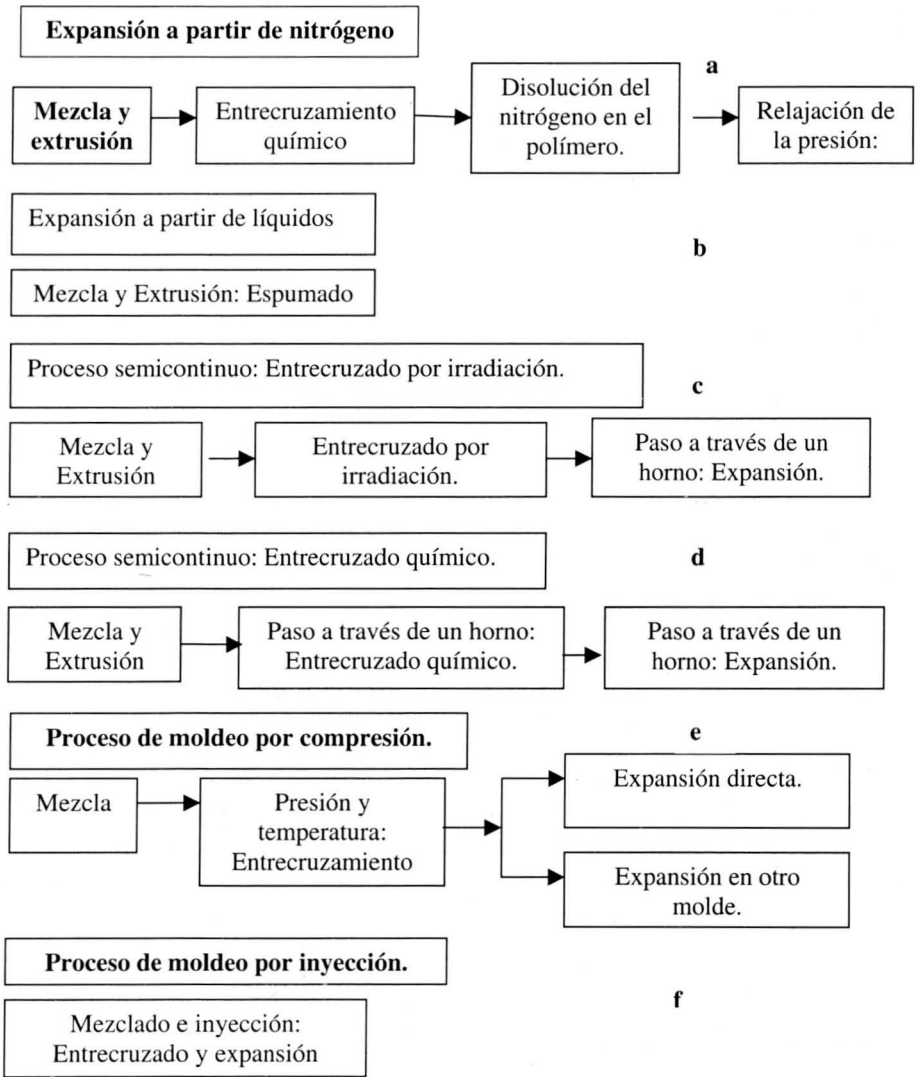 Expansión a partir de nitrógeno
a
Mezcla y
extrusión
Entrecruzamiento
químico
Disolución del
nitrógeno en el
polímero.
Relajación de
la presión:
Expansión a partir de líquidos
b
Mezcla y Extrusión: Espumado
Proceso semicontinuo: Entrecruzado por irradiación.
c
Mezcla y
Extrusión
Entrecruzado por
irradiación.
Paso a través de un
horno: Expansión.
Proceso semicontinuo: Entrecruzado químico.
d
Mezcla y
Extrusión
Paso a través de un horno:
Entrecruzado químico.
Paso a través de un
horno: Expansión.
Proceso de moldeo por compresión.
e
Mezcla
Presión y
temperatura:
Entrecruzamiento
Expansión directa.
Expansión en otro
molde.
Proceso de moldeo por inyección.
f
Mezclado e inyección:
Entrecruzado y expansión